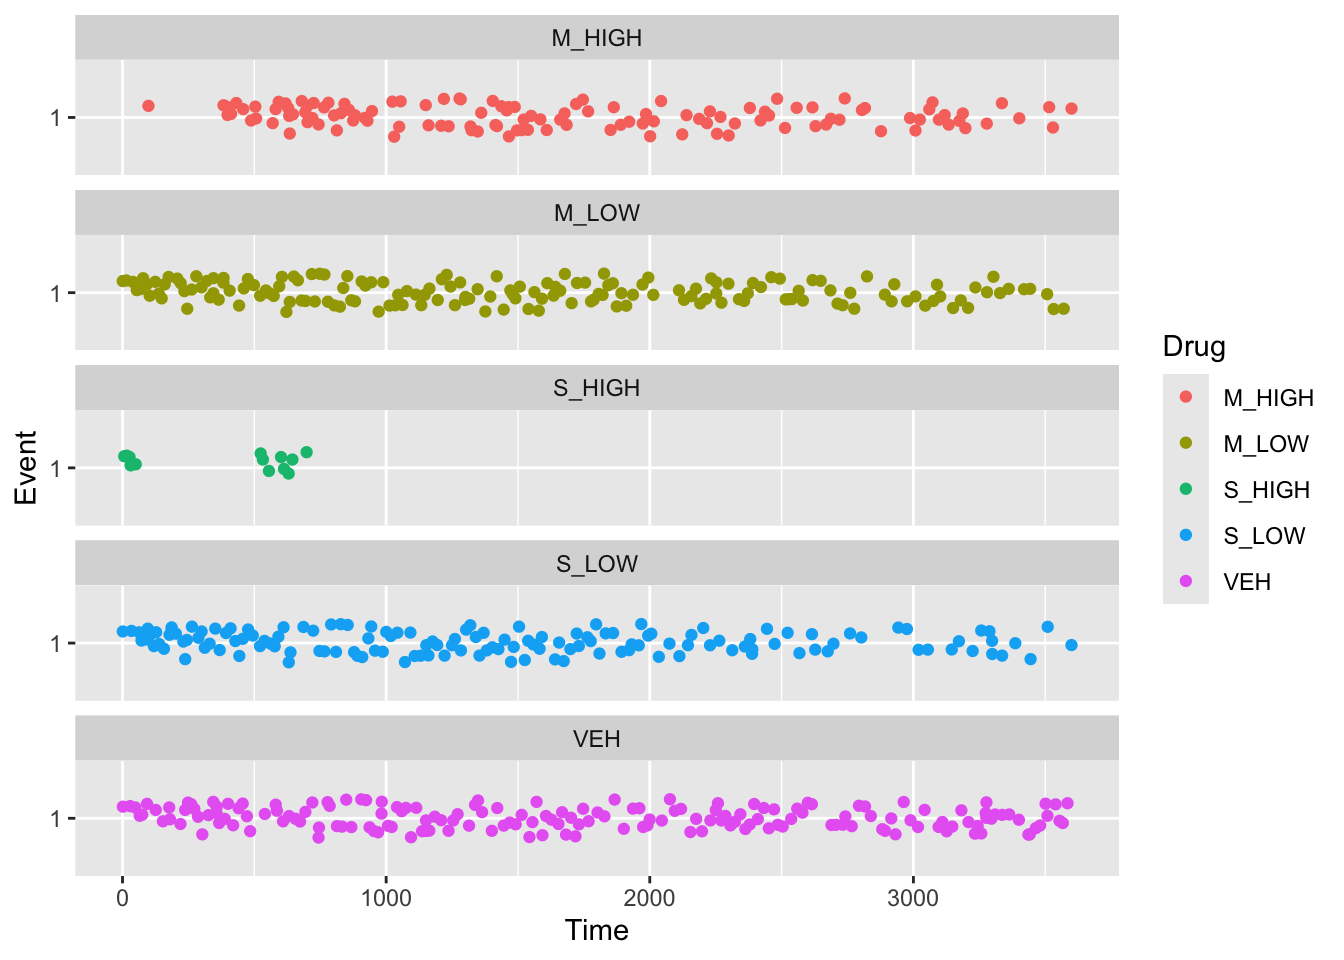 M_HIGH
1
M_LOW
1
S_HIGH
1
S_LOW
1
VEH
1
0 1000 2000 3000
Time
Event
Drug
M_HIGH
M_LOW
S_HIGH
S_LOW
VEH